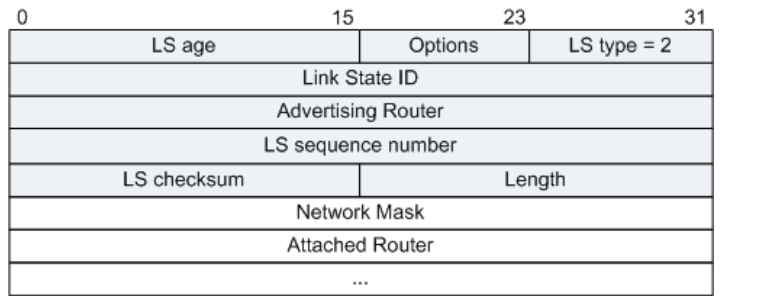 0 15 23 31
LS age Options LS type = 2
Link State ID
Advertising Router
LS sequence number
LS checksum Length
Network Mask
Attached Router
...